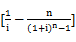 [1/i − n/((1+i)ⁿ−1]